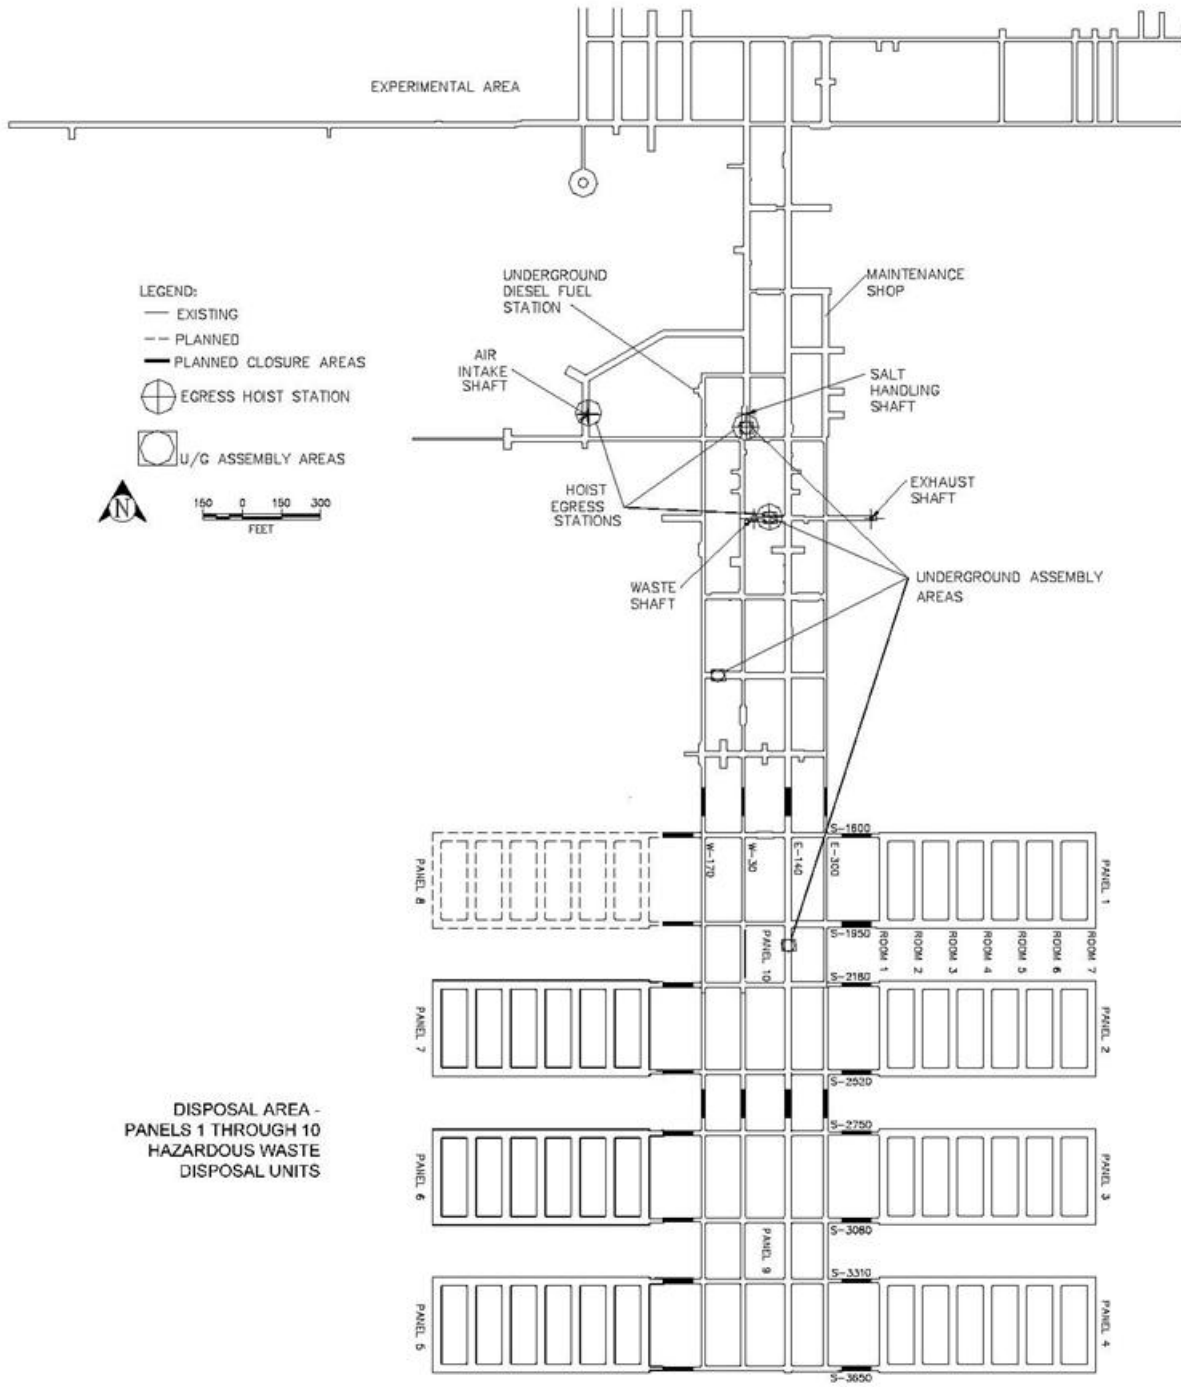 EXPERIMENTAL AREA
UNDERGROUND
DIESEL FUEL
STATION
MAINTENANCE
SHOP
LEGEND:
EXISTING
PLANNED
PLANNED CLOSURE AREAS
EGRESS HOIST STATION
U/G ASSEMBLY AREAS
AIR
INTAKE
SHAFT
SALT
HANDLING
SHAFT
N
150 0 150 300
FEET
HOIST
EGRESS
STATIONS
EXHAUST
SHAFT
WASTE
SHAFT
UNDERGROUND ASSEMBLY
AREAS
S-1600
W-170
W-30
E-140
E-300
PANEL 8
PANEL 1
S-1950
PANEL 10
ROOM 1
ROOM 2
ROOM 3
ROOM 4
ROOM 5
ROOM 6
ROOM 7
S-2180
PANEL 7
PANEL 2
S-2520
DISPOSAL AREA -
PANELS 1 THROUGH 10
HAZARDOUS WASTE
DISPOSAL UNITS
S-2750
PANEL 6
PANEL 3
S-3080
PANEL 9
S-3310
PANEL 5
PANEL 4
S-3650